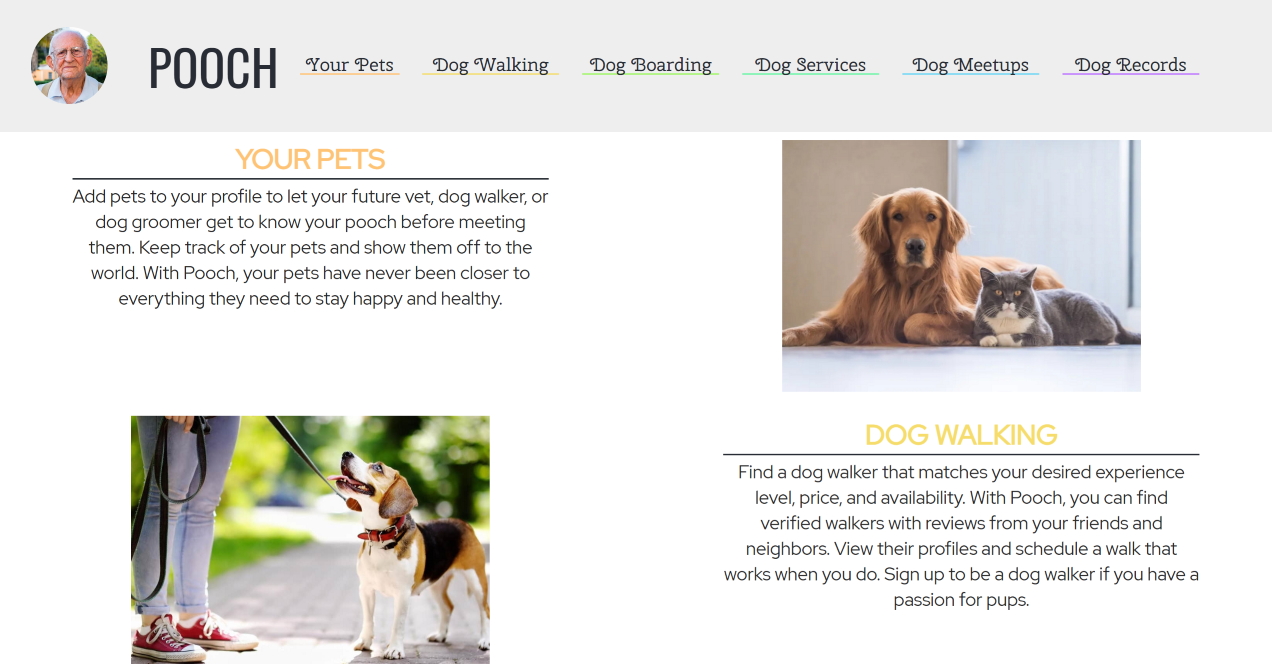 POOCH
Your Pets
Dog Walking
Dog Boarding
Dog Services
Dog Meetups
Dog Records
YOUR PETS
Add pets to your profile to let your future vet, dog walker, or
dog groomer get to know your pooch before meeting
them. Keep track of your pets and show them off to the
world. With Pooch, your pets have never been closer to
everything they need to stay happy and healthy.
DOG WALKING
Find a dog walker that matches your desired experience
level, price, and availability. With Pooch, you can find
verified walkers with reviews from your friends and
neighbors. View their profiles and schedule a walk that
works when you do. Sign up to be a dog walker if you have a
passion for pups.